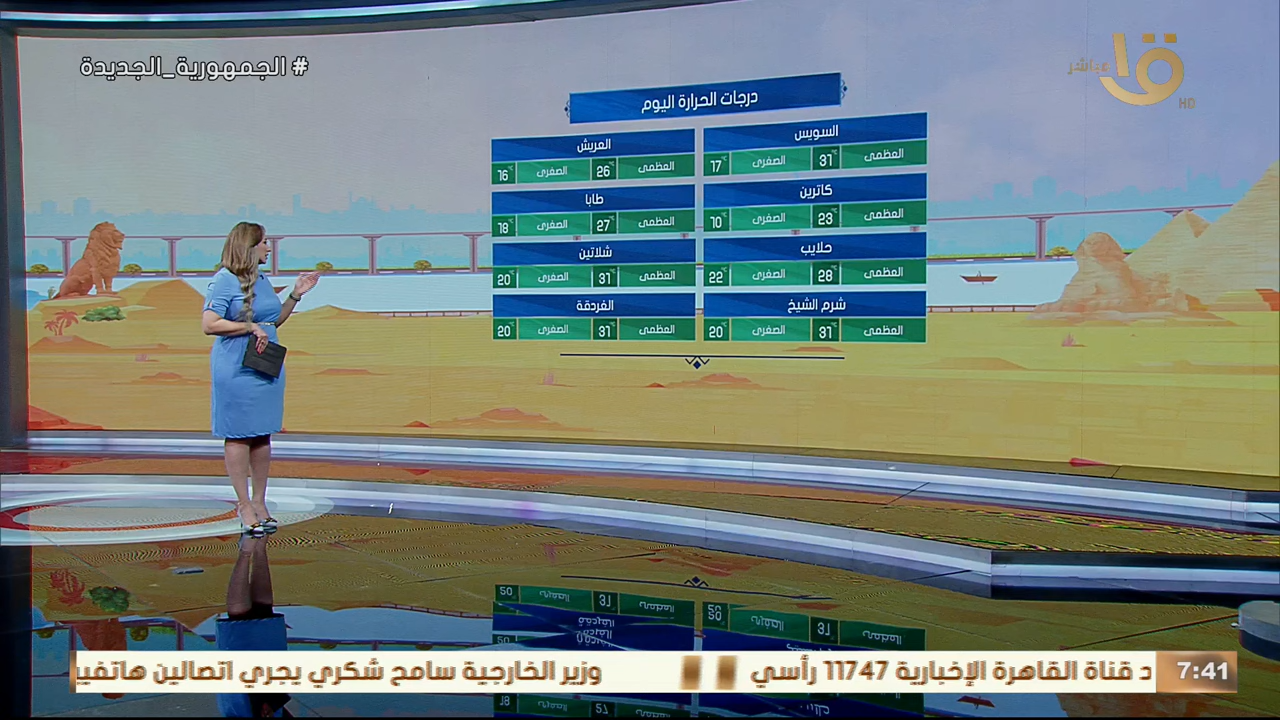 # الجمهورية_الجديدة
مباشر
HD
درجات الحرارة اليوم
السويس
العظمى 31°c الصغرى 17°c
العريش
العظمى 26°c الصغرى 16°c
كاترين
العظمى 23°c الصغرى 10°c
طابا
العظمى 27°c الصغرى 18°c
حلايب
العظمى 28°c الصغرى 22°c
شلاتين
العظمى 31°c الصغرى 20°c
شرم الشيخ
العظمى 31°c الصغرى 20°c
الغردقة
العظمى 31°c الصغرى 20°c
7:41
د قناة القاهرة الإخبارية 11747 رأسي
وزير الخارجية سامح شكري يجري اتصالين هاتفيي